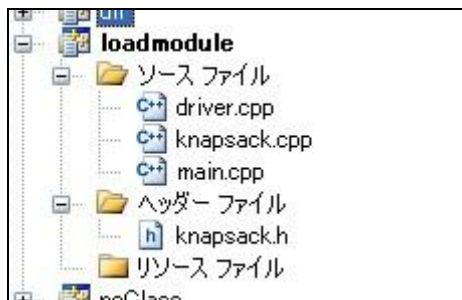 loadmodule
ソース ファイル
driver.cpp
knapsack.cpp
main.cpp
ヘッダー ファイル
knapsack.h
リソース ファイル